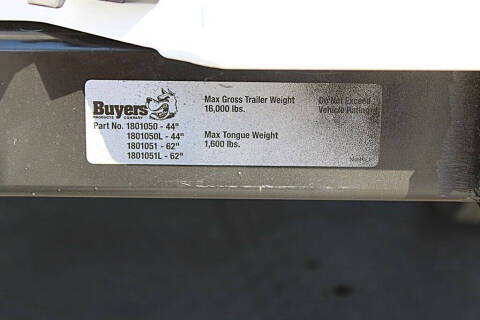 Buyers
PRODUCTS COMPANY
Part No. 1801050 - 44"
1801050L - 44"
1801051 - 62"
1801051L - 62"
Max Gross Trailer Weight
16,000 lbs.
Max Tongue Weight
1,600 lbs.
Do Not Exceed
Vehicle Rating